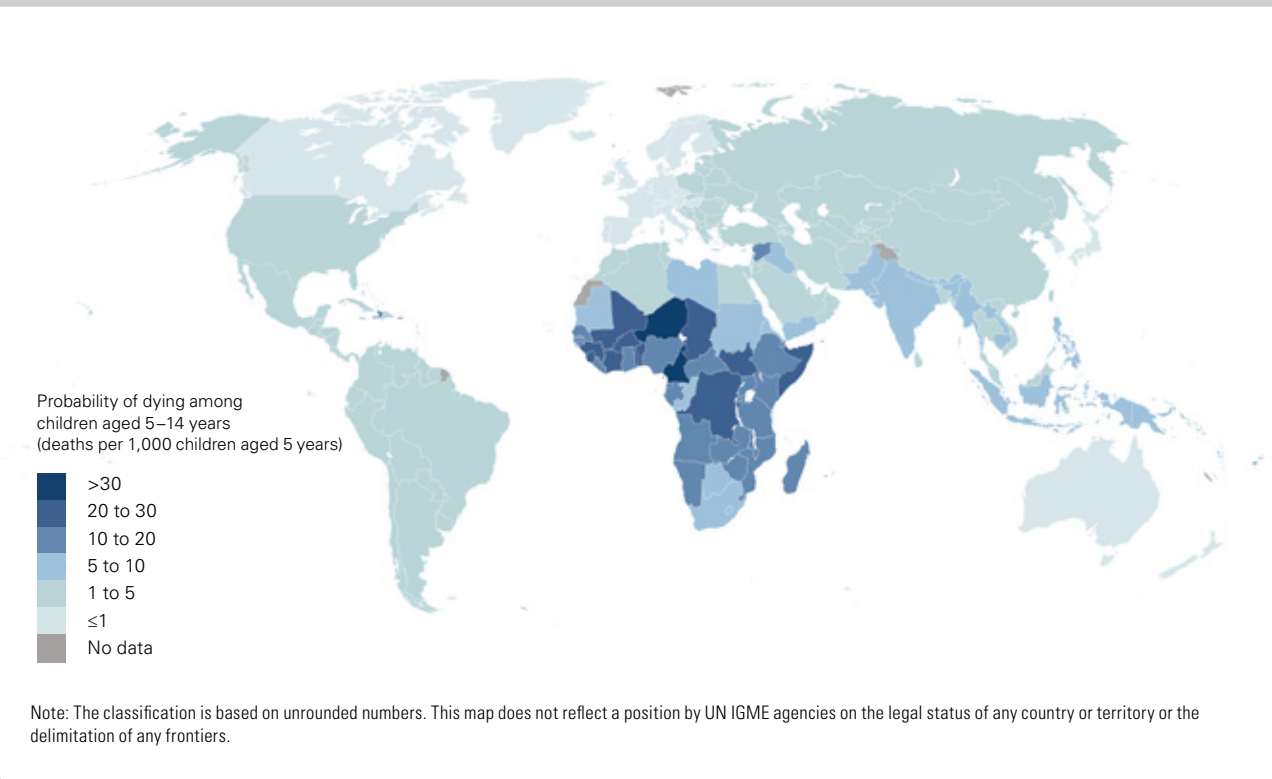 Probability of dying among
children aged 5–14 years
(deaths per 1,000 children aged 5 years)
>30
20 to 30
10 to 20
5 to 10
1 to 5
≤1
No data
Note: The classification is based on unrounded numbers. This map does not reflect a position by UN IGME agencies on the legal status of any country or territory or the
delimitation of any frontiers.